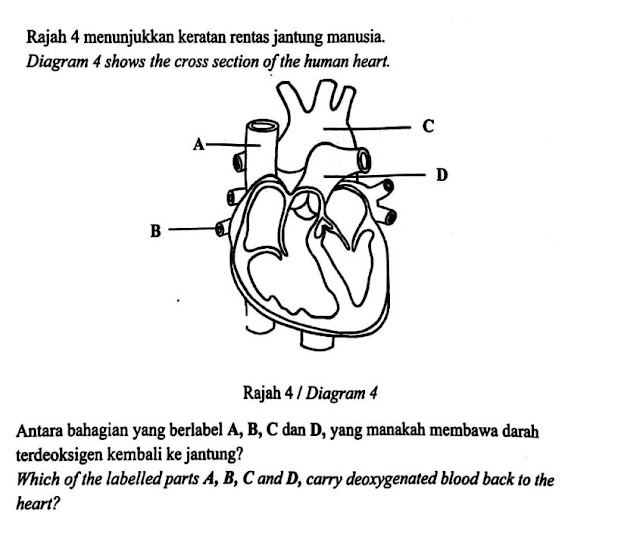 Rajah 4 menunjukkan keratan rentas jantung manusia.
Diagram 4 shows the cross section of the human heart.
C
A
D
B
Rajah 4 / Diagram 4
Antara bahagian yang berlabel A, B, C dan D, yang manakah membawa darah
terdeoksigen kembali ke jantung?
Which of the labelled parts A, B, C and D, carry deoxygenated blood back to the
heart?